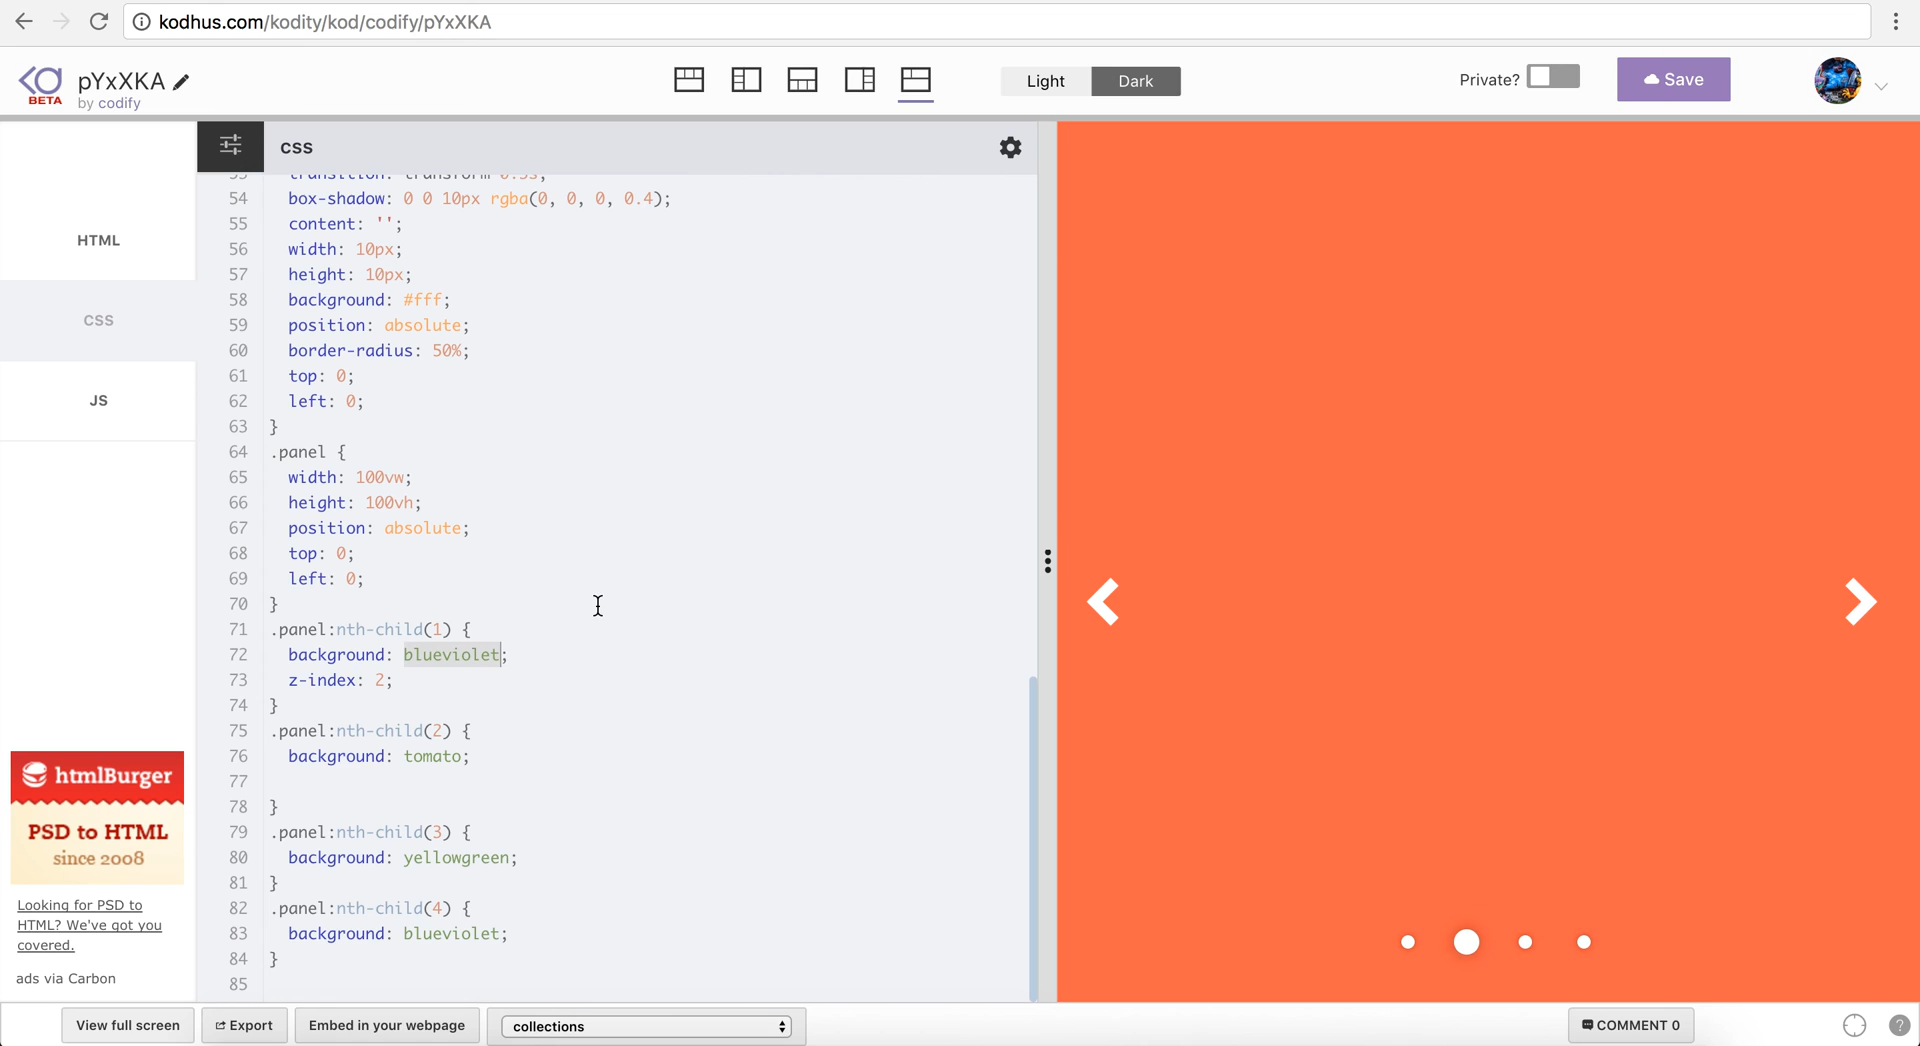 kodhus.com/kodity/kod/codify/pYxXKA
BETA
pYxXKA
by codify
Light
Dark
Private?
Save
HTML
CSS
JS
CSS
53 transition: transform 0.5s;
54 box-shadow: 0 0 10px rgba(0, 0, 0, 0.4);
55 content: '';
56 width: 10px;
57 height: 10px;
58 background: #fff;
59 position: absolute;
60 border-radius: 50%;
61 top: 0;
62 left: 0;
63 }
64 .panel {
65 width: 100vw;
66 height: 100vh;
67 position: absolute;
68 top: 0;
69 left: 0;
70 }
71 .panel:nth-child(1) {
72 background: blueviolet;
73 z-index: 2;
74 }
75 .panel:nth-child(2) {
76 background: tomato;
77
78 }
79 .panel:nth-child(3) {
80 background: yellowgreen;
81 }
82 .panel:nth-child(4) {
83 background: blueviolet;
84 }
85
htmlBurger
PSD to HTML
since 2008
Looking for PSD to
HTML? We've got you
covered.
ads via Carbon
View full screen
Export
Embed in your webpage
collections
COMMENT 0
?